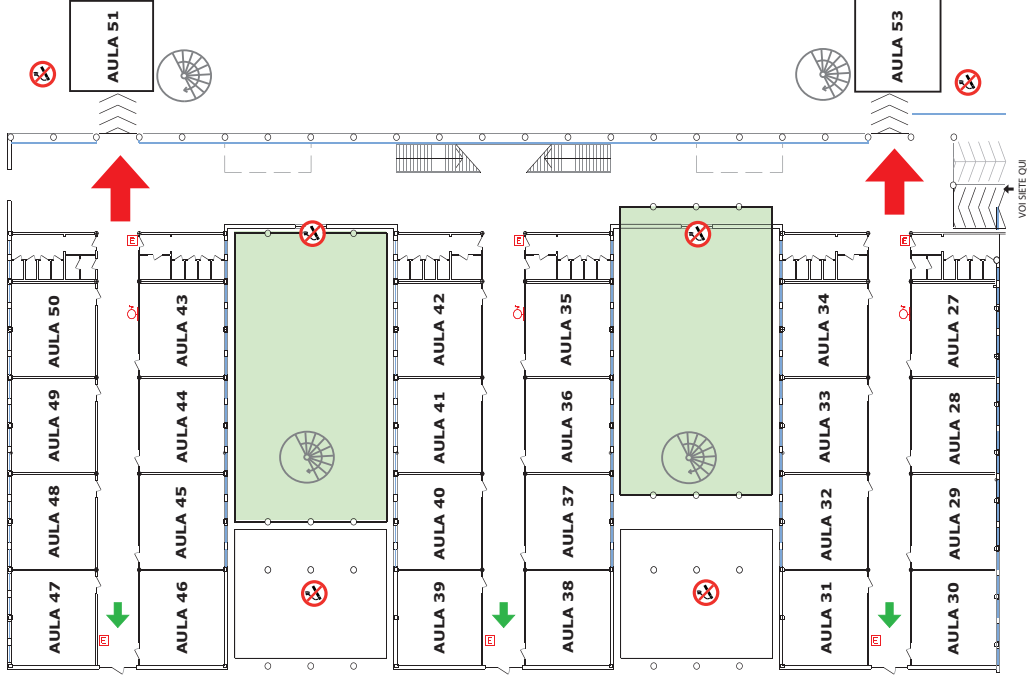 AULA 51
AULA 53
VOI SIETE QUI
E
E
E
AULA 50
AULA 43
AULA 42
AULA 35
AULA 34
AULA 27
AULA 49
AULA 44
AULA 41
AULA 36
AULA 33
AULA 28
AULA 48
AULA 45
AULA 40
AULA 37
AULA 32
AULA 29
AULA 47
AULA 46
AULA 39
AULA 38
AULA 31
AULA 30
E
E
E